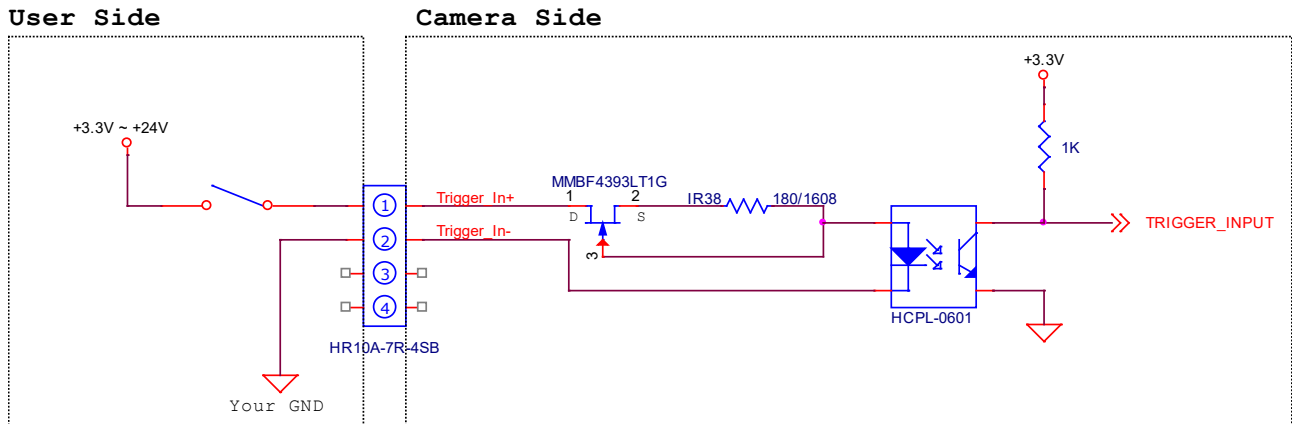 User Side
Camera Side
+3.3V
+3.3V ~ +24V
1K
MMBF4393LT1G
1
2
IR38
180/1608
D
S
Trigger_In+
1
TRIGGER_INPUT
Trigger_In-
2
3
3
4
HCPL-0601
HR10A-7R-4SB
Your GND